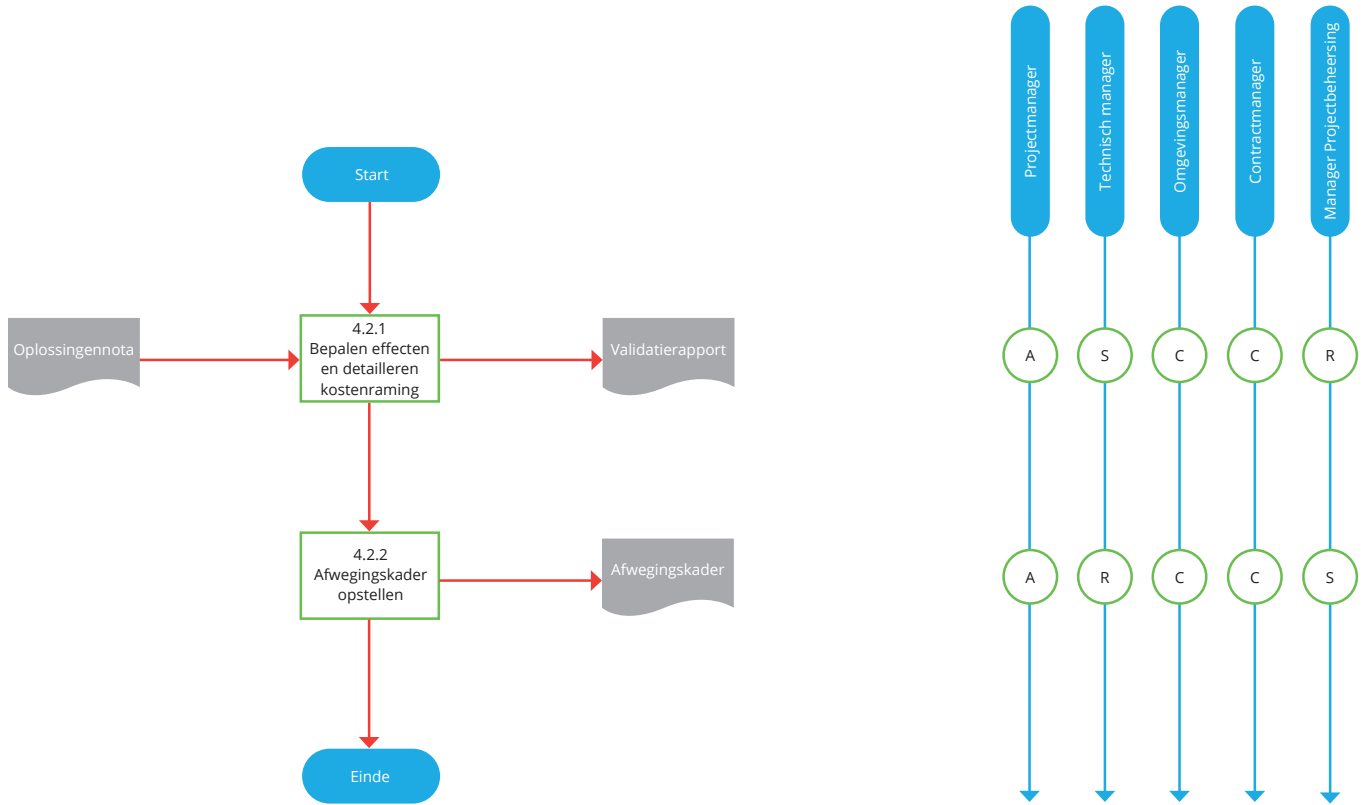 Projectmanager
Technisch manager
Omgevingsmanager
Contractmanager
Manager Projectbeheersing
Start
Oplossingennota
4.2.1
Bepalen effecten
en detailleren
kostenraming
Validatierapport
A
S
C
C
R
4.2.2
Afwegingskader
opstellen
Afwegingskader
A
R
C
C
S
Einde